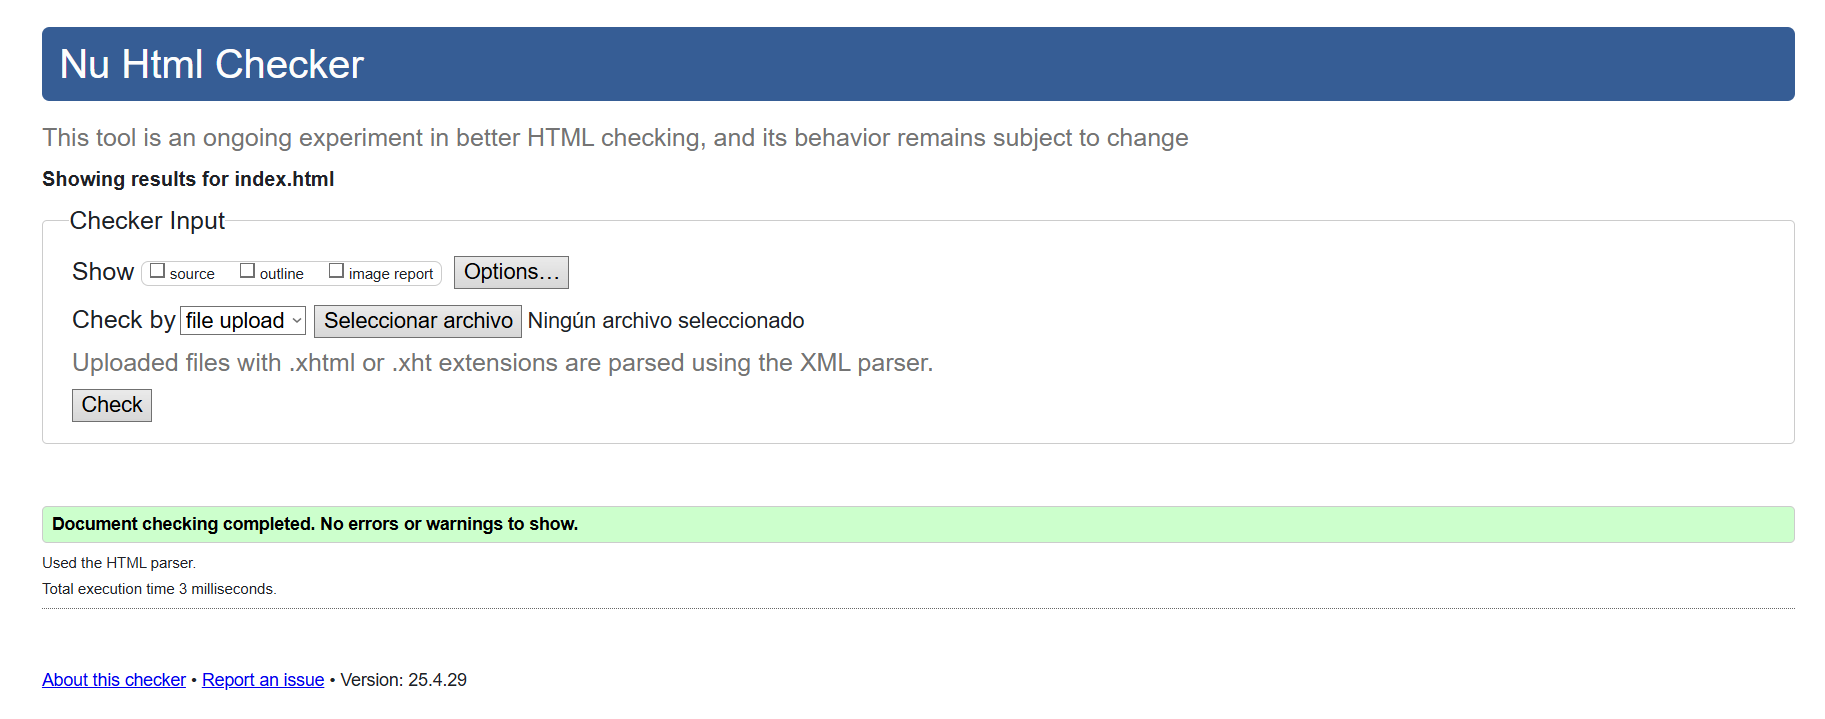 Nu Html Checker
This tool is an ongoing experiment in better HTML checking, and its behavior remains subject to change
Showing results for index.html
Checker Input
Show source outline image report Options...
Check by file upload Seleccionar archivo Ningún archivo seleccionado
Uploaded files with .xhtml or .xht extensions are parsed using the XML parser.
Check
Document checking completed. No errors or warnings to show.
Used the HTML parser.
Total execution time 3 milliseconds.
About this checker • Report an issue • Version: 25.4.29